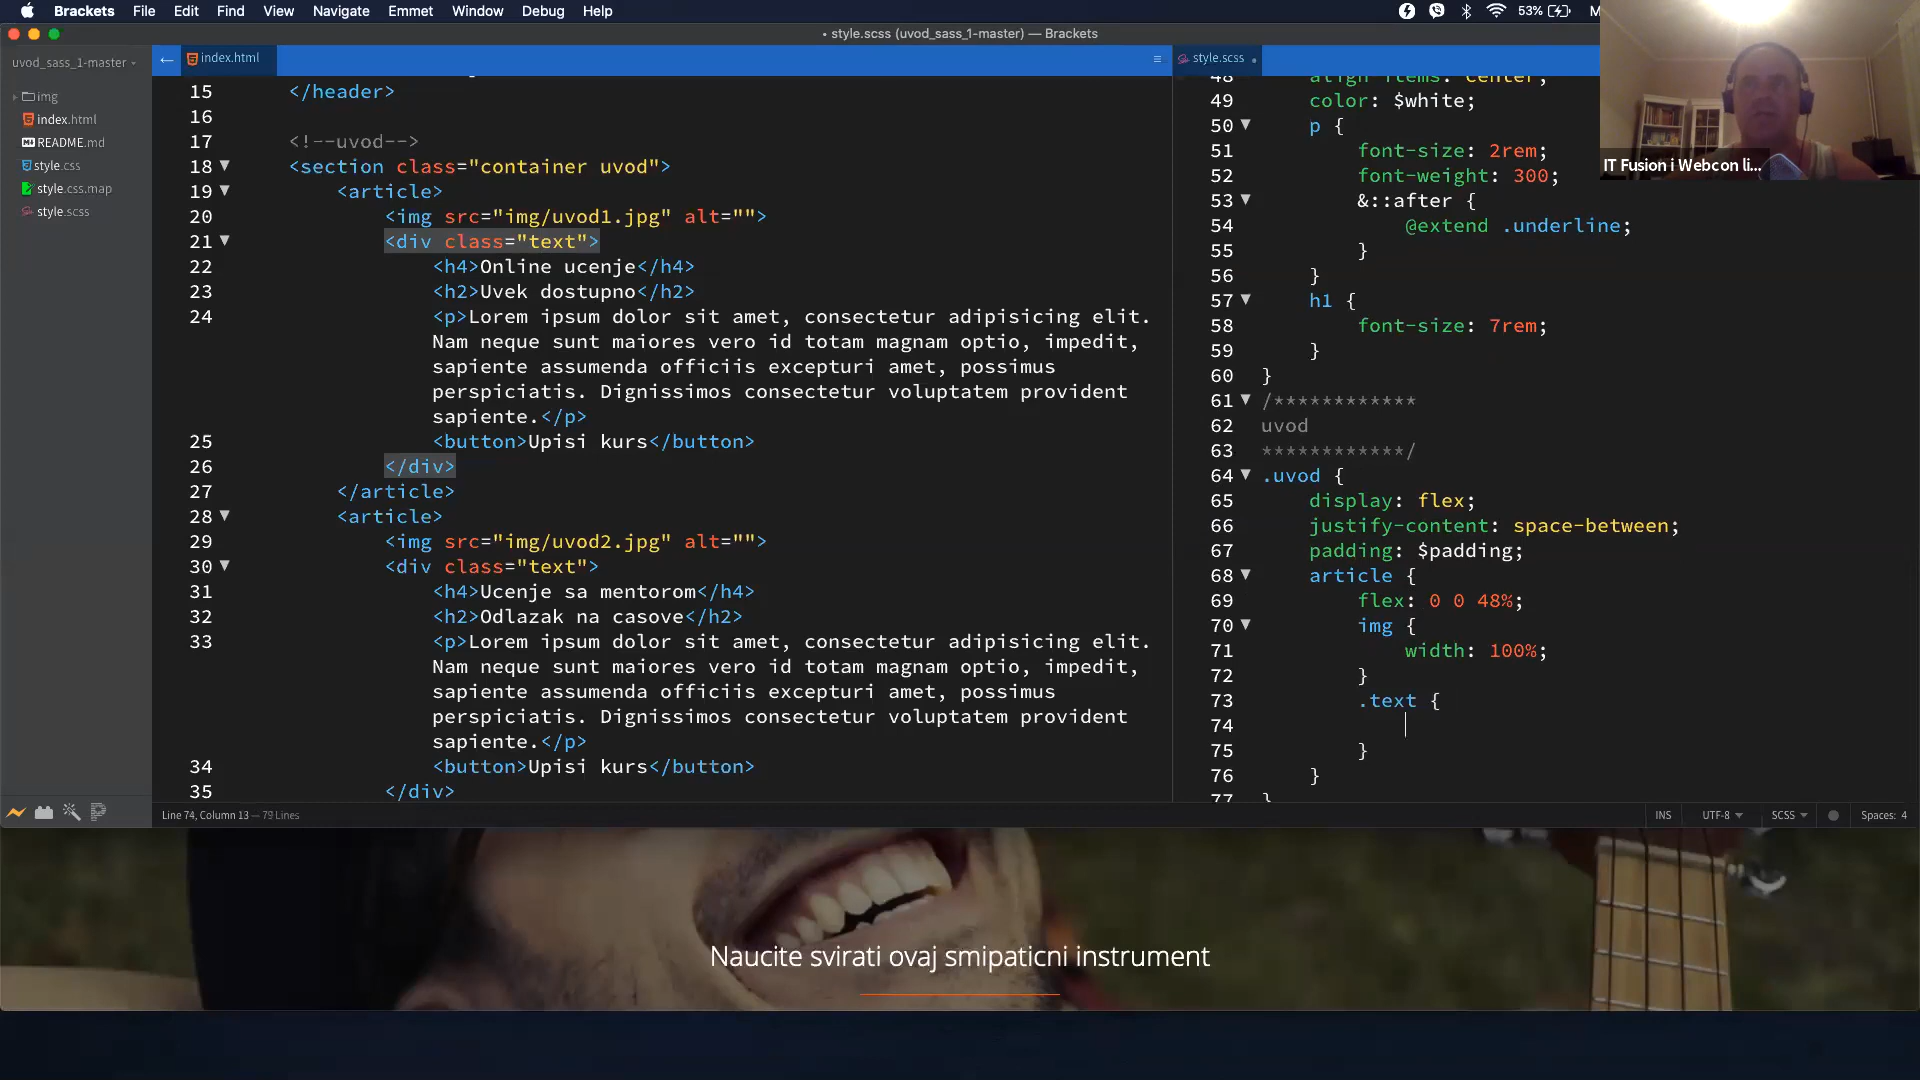 Brackets File Edit Find View Navigate Emmet Window Debug Help 53%
• style.scss (uvod_sass_1-master) — Brackets
uvod_sass_1-master
img
index.html
README.md
style.css
style.css.map
style.scss
index.html
15 </header>
16
17 <!--uvod-->
18 <section class="container uvod">
19 <article>
20 <img src="img/uvod1.jpg" alt="">
21 <div class="text">
22 <h4>Online ucenje</h4>
23 <h2>Uvek dostupno</h2>
24 <p>Lorem ipsum dolor sit amet, consectetur adipisicing elit.
Nam neque sunt maiores vero id totam magnam optio, impedit,
sapiente assumenda officiis excepturi amet, possimus
perspiciatis. Dignissimos consectetur voluptatem provident
sapiente.</p>
25 <button>Upisi kurs</button>
26 </div>
27 </article>
28 <article>
29 <img src="img/uvod2.jpg" alt="">
30 <div class="text">
31 <h4>Ucenje sa mentorom</h4>
32 <h2>Odlazak na casove</h2>
33 <p>Lorem ipsum dolor sit amet, consectetur adipisicing elit.
Nam neque sunt maiores vero id totam magnam optio, impedit,
sapiente assumenda officiis excepturi amet, possimus
perspiciatis. Dignissimos consectetur voluptatem provident
sapiente.</p>
34 <button>Upisi kurs</button>
35 </div>
style.scss
48 align-items: center;
49 color: $white;
50 p {
51 font-size: 2rem;
52 font-weight: 300;
53 &::after {
54 @extend .underline;
55 }
56 }
57 h1 {
58 font-size: 7rem;
59 }
60 }
61 /************
62 uvod
63 ************/
64 .uvod {
65 display: flex;
66 justify-content: space-between;
67 padding: $padding;
68 article {
69 flex: 0 0 48%;
70 img {
71 width: 100%;
72 }
73 .text {
74
75 }
76 }
77 }
IT Fusion i Webcon li...
Line 74, Column 13 — 79 Lines
INS UTF-8 SCSS Spaces: 4
Naucite svirati ovaj smipaticni instrument